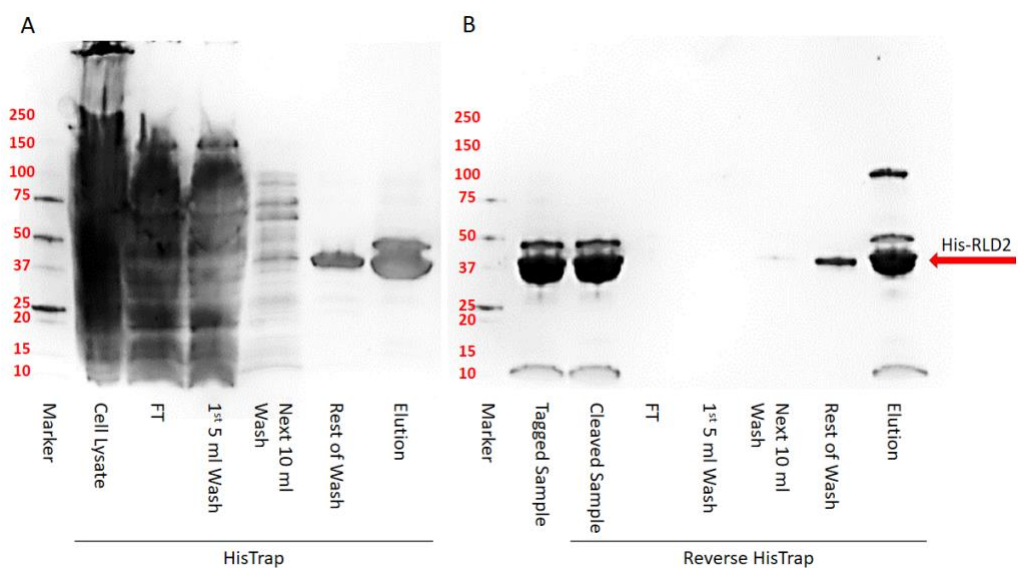 A
250
150
100
75
50
37
25
20
15
10
Marker
Cell Lysate
FT
1st 5 ml Wash
Next 10 ml
Wash
Rest of Wash
Elution
HisTrap
B
250
150
100
75
50
37
25
20
15
10
His-RLD2
Marker
Tagged Sample
Cleaved Sample
FT
1st 5 ml Wash
Next 10 ml
Wash
Rest of Wash
Elution
Reverse HisTrap